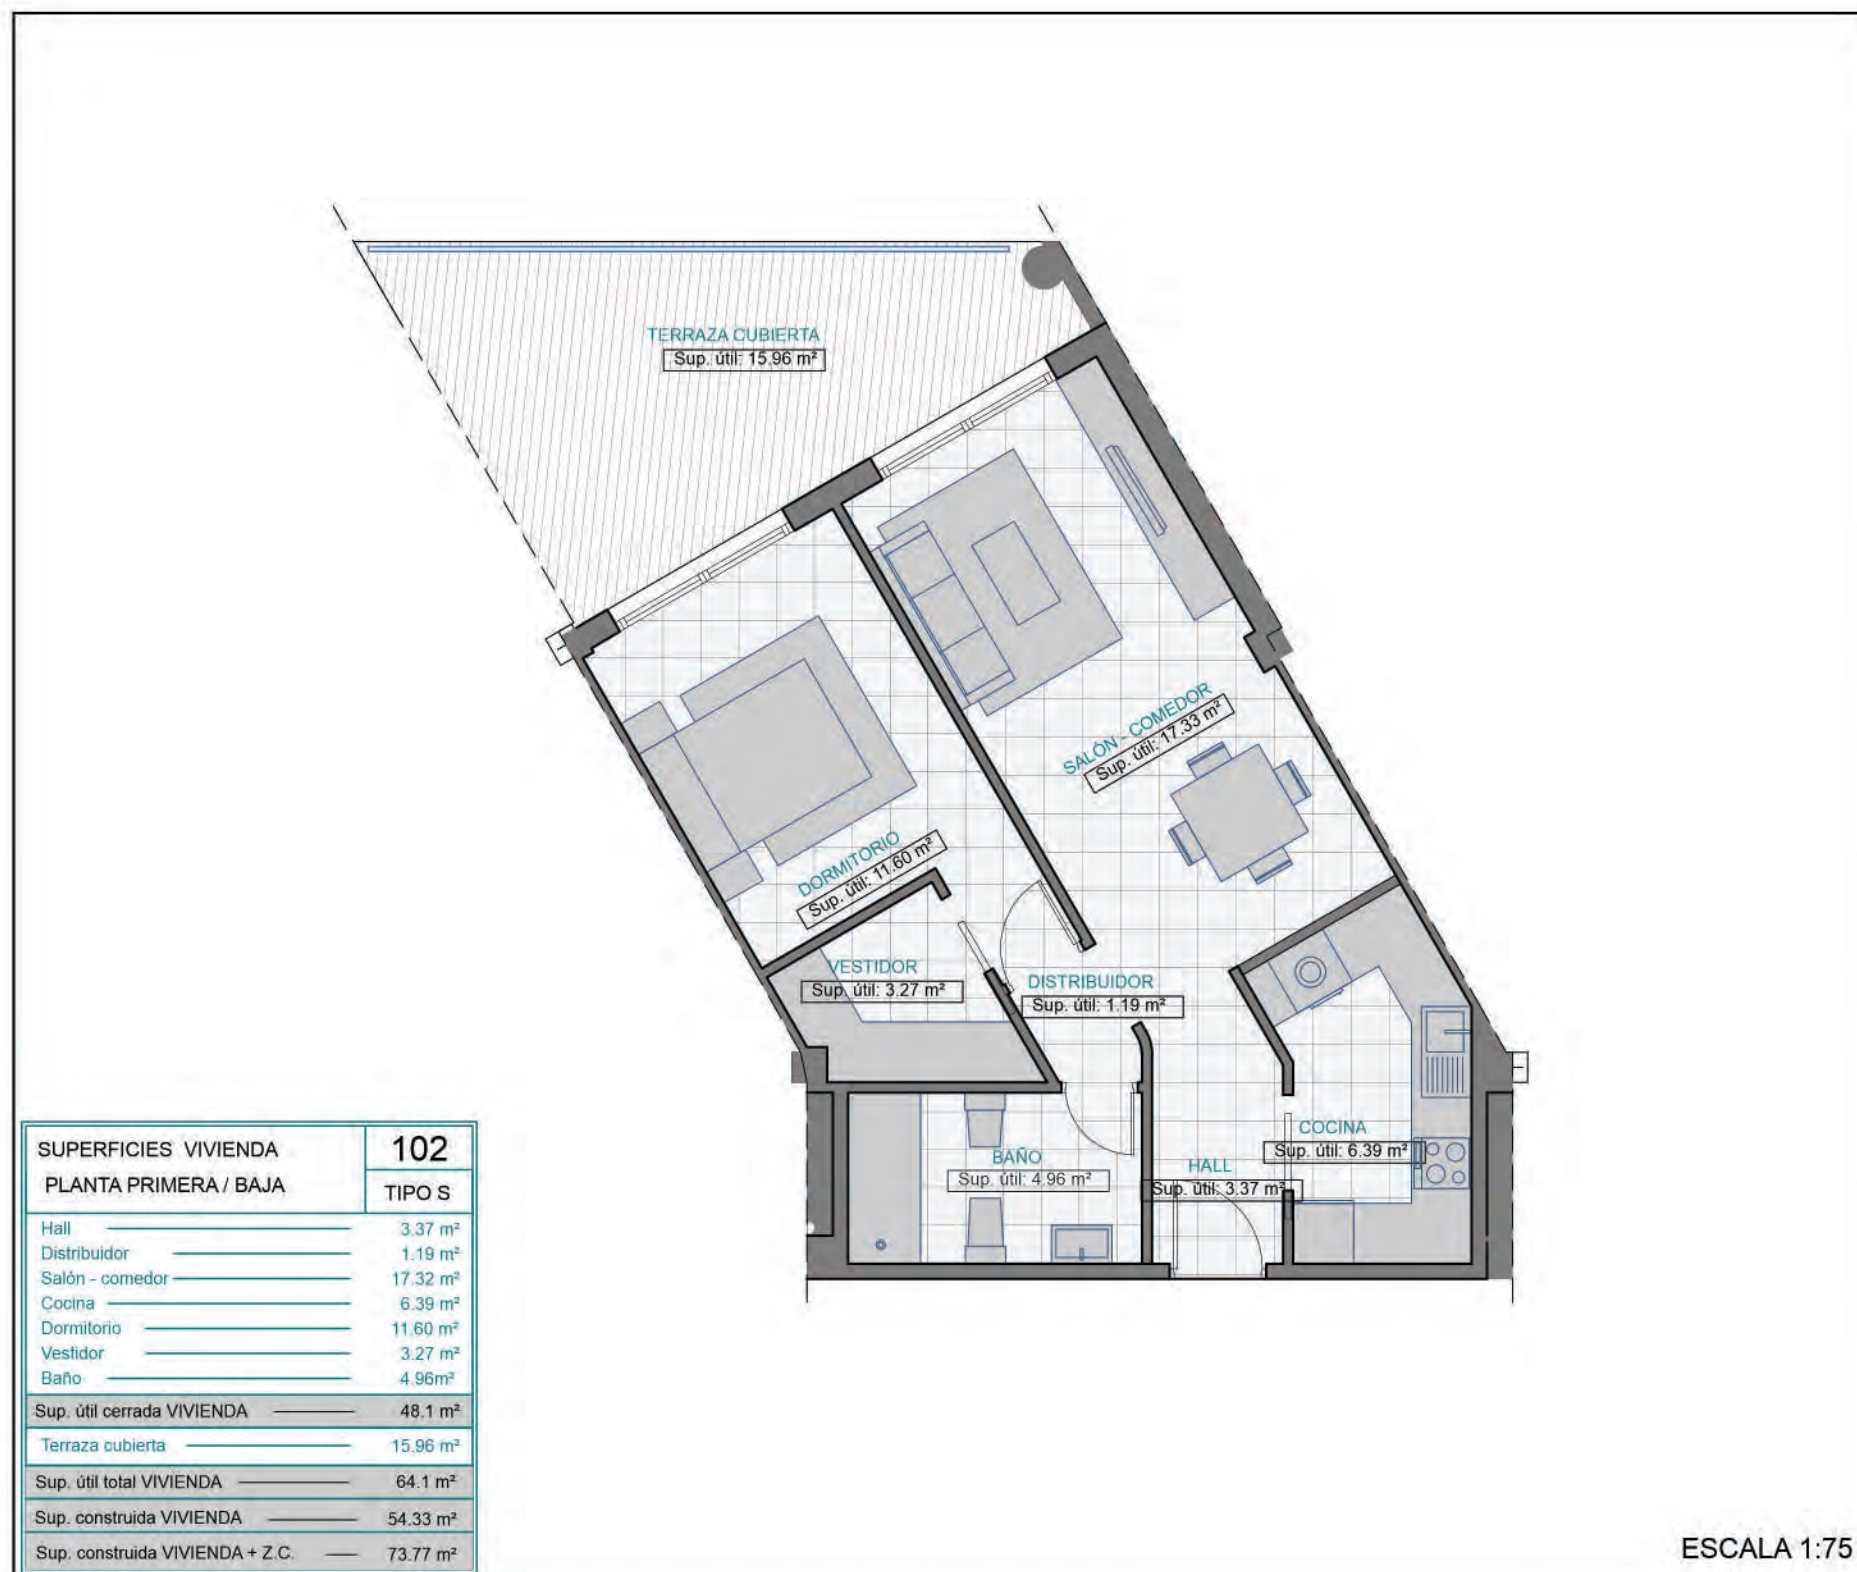 TERRAZA CUBIERTA
Sup. útil: 15.96 m²
SALÓN - COMEDOR
Sup. útil: 17.33 m²
DORMITORIO
Sup. útil: 11.60 m²
VESTIDOR
Sup. útil: 3.27 m²
DISTRIBUIDOR
Sup. útil: 1.19 m²
COCINA
Sup. útil: 6.39 m²
BAÑO
Sup. útil: 4.96 m²
HALL
Sup. útil: 3.37 m²
SUPERFICIES VIVIENDA 102
PLANTA PRIMERA / BAJA TIPO S
Hall 3.37 m²
Distribuidor 1.19 m²
Salón - comedor 17.32 m²
Cocina 6.39 m²
Dormitorio 11.60 m²
Vestidor 3.27 m²
Baño 4.96m²
Sup. útil cerrada VIVIENDA 48.1 m²
Terraza cubierta 15.96 m²
Sup. útil total VIVIENDA 64.1 m²
Sup. construida VIVIENDA 54.33 m²
Sup. construida VIVIENDA + Z.C. 73.77 m²
ESCALA 1:75